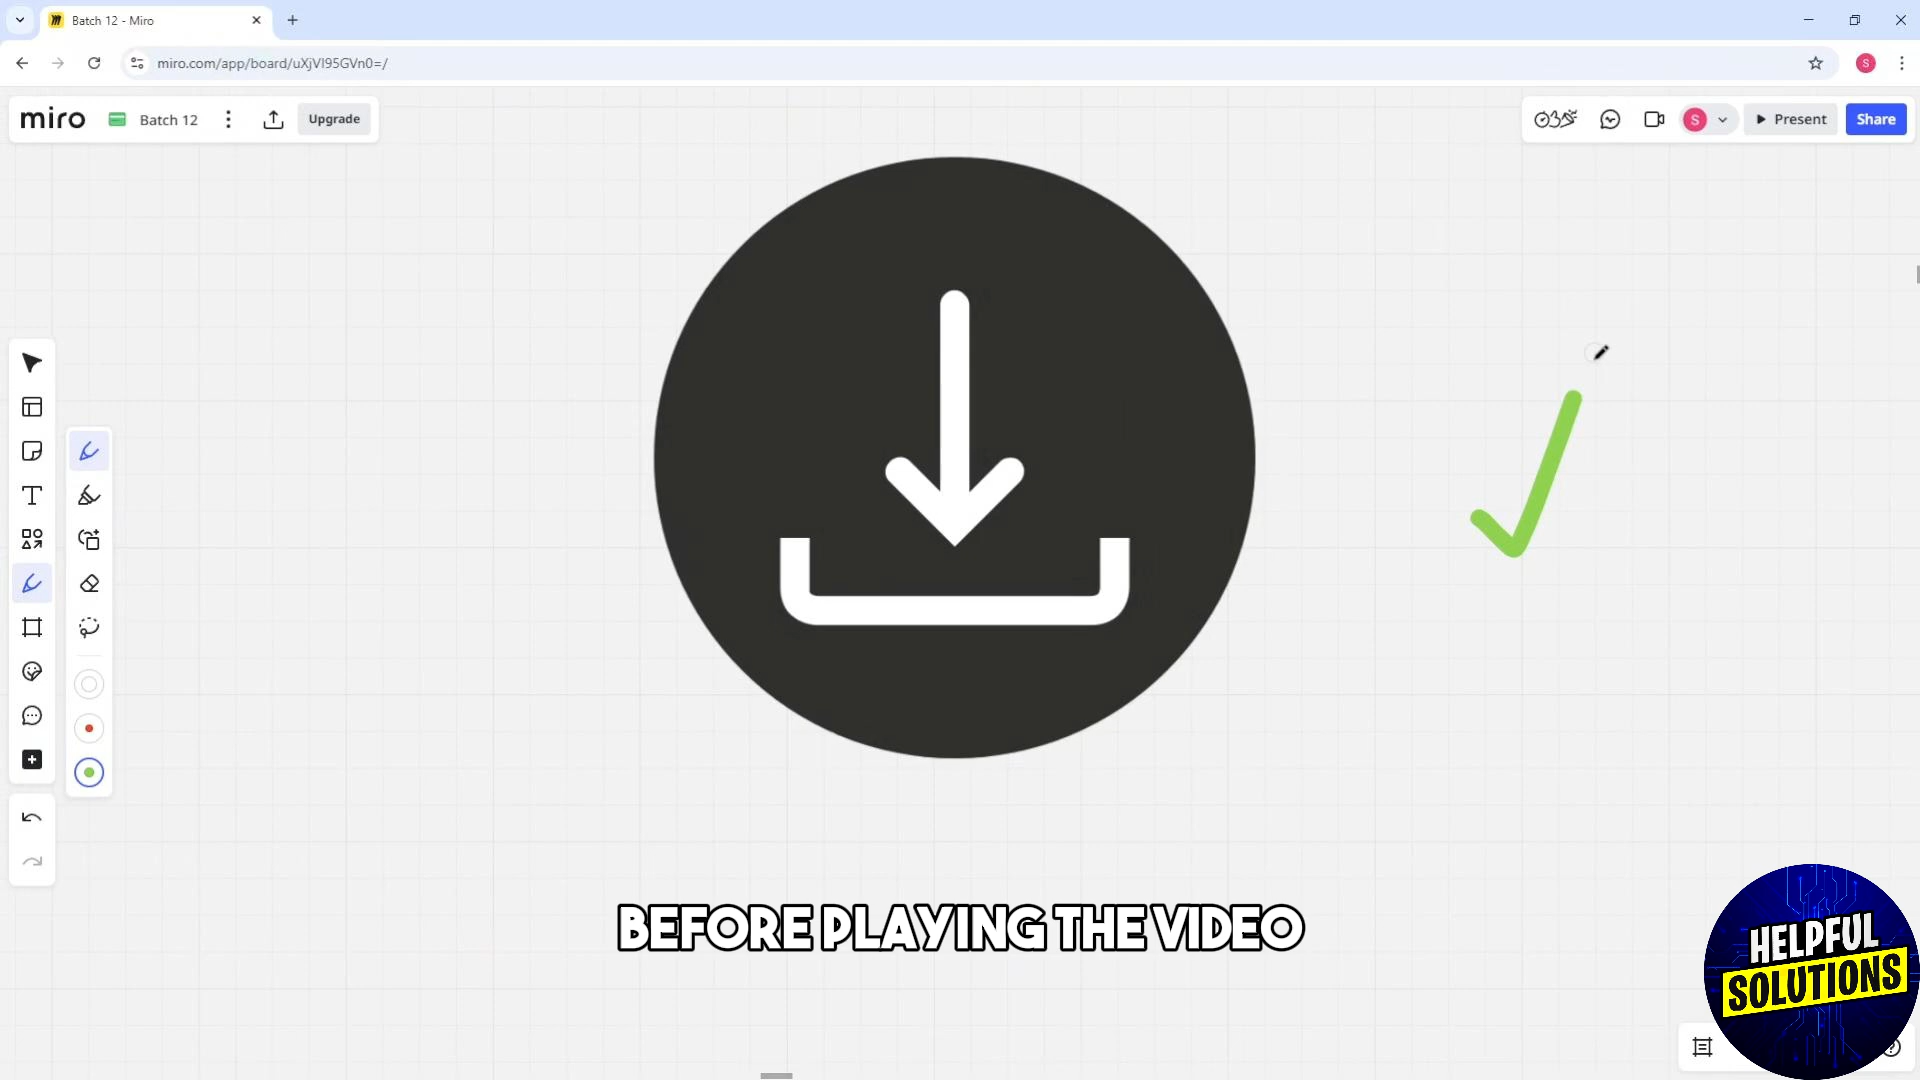 Batch 12 - Miro
miro.com/app/board/uXjVI95GVn0=/
S
miro
Batch 12
Upgrade
S
Present
Share
BEFORE PLAYING THE VIDEO
HELPFUL
SOLUTIONS